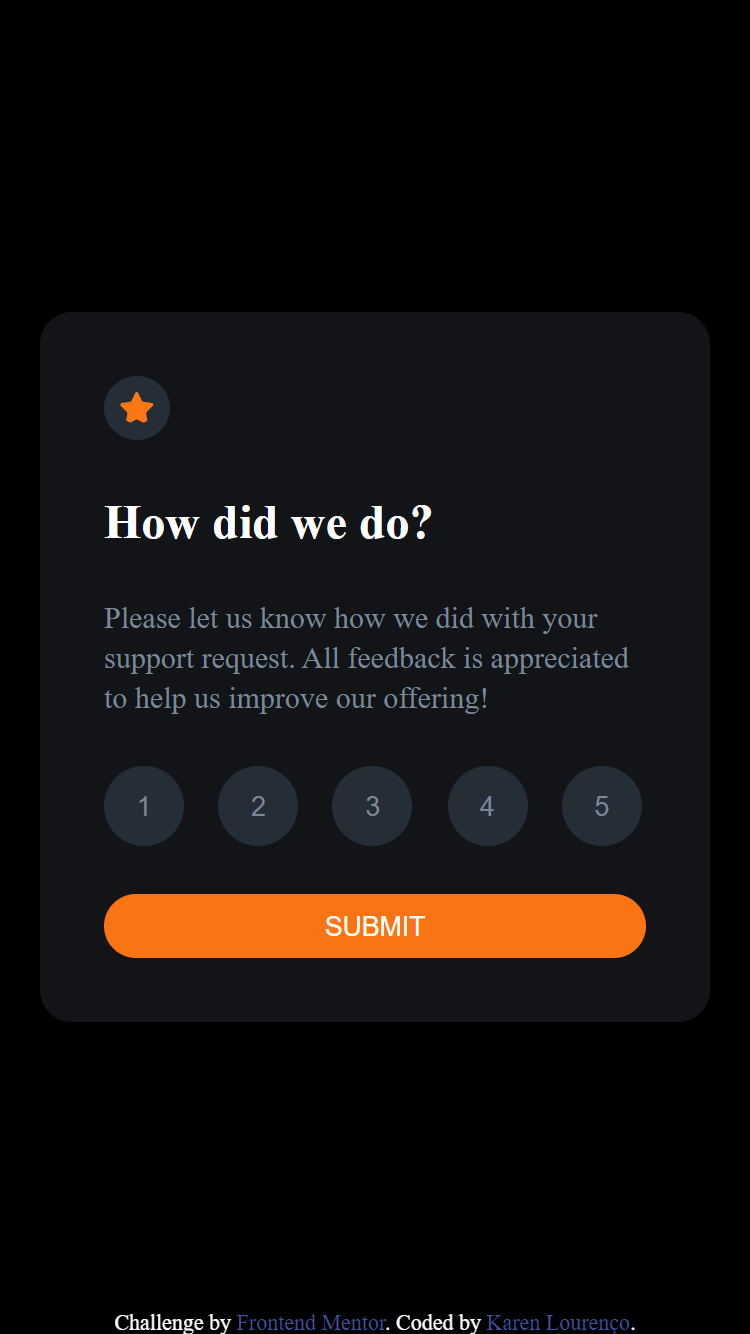 How did we do?
Please let us know how we did with your
support request. All feedback is appreciated
to help us improve our offering!
1 2 3 4 5
SUBMIT
Challenge by Frontend Mentor. Coded by Karen Lourenço.